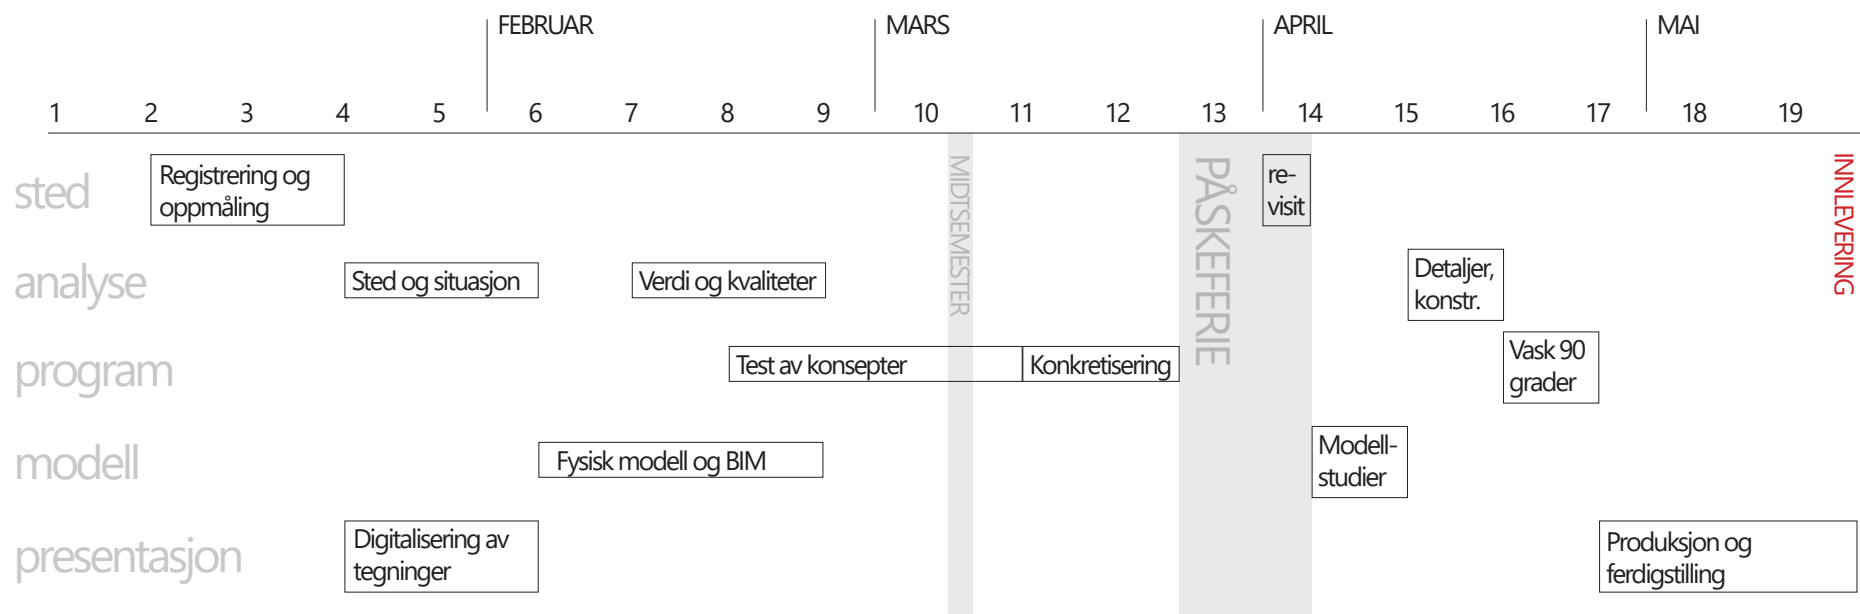 FEBRUAR MARS APRIL MAI
1 2 3 4 5 6 7 8 9 10 11 12 13 14 15 16 17 18 19
sted
Registrering og
oppmåling
MIDTSEMESTER
PÅSKEFERIE
re-
visit
INNLEVERING
analyse
Sted og situasjon
Verdi og kvaliteter
Detaljer,
konstr.
program
Test av konsepter
Konkretisering
Vask 90
grader
modell
Fysisk modell og BIM
Modell-
studier
presentasjon
Digitalisering av
tegninger
Produksjon og
ferdigstilling